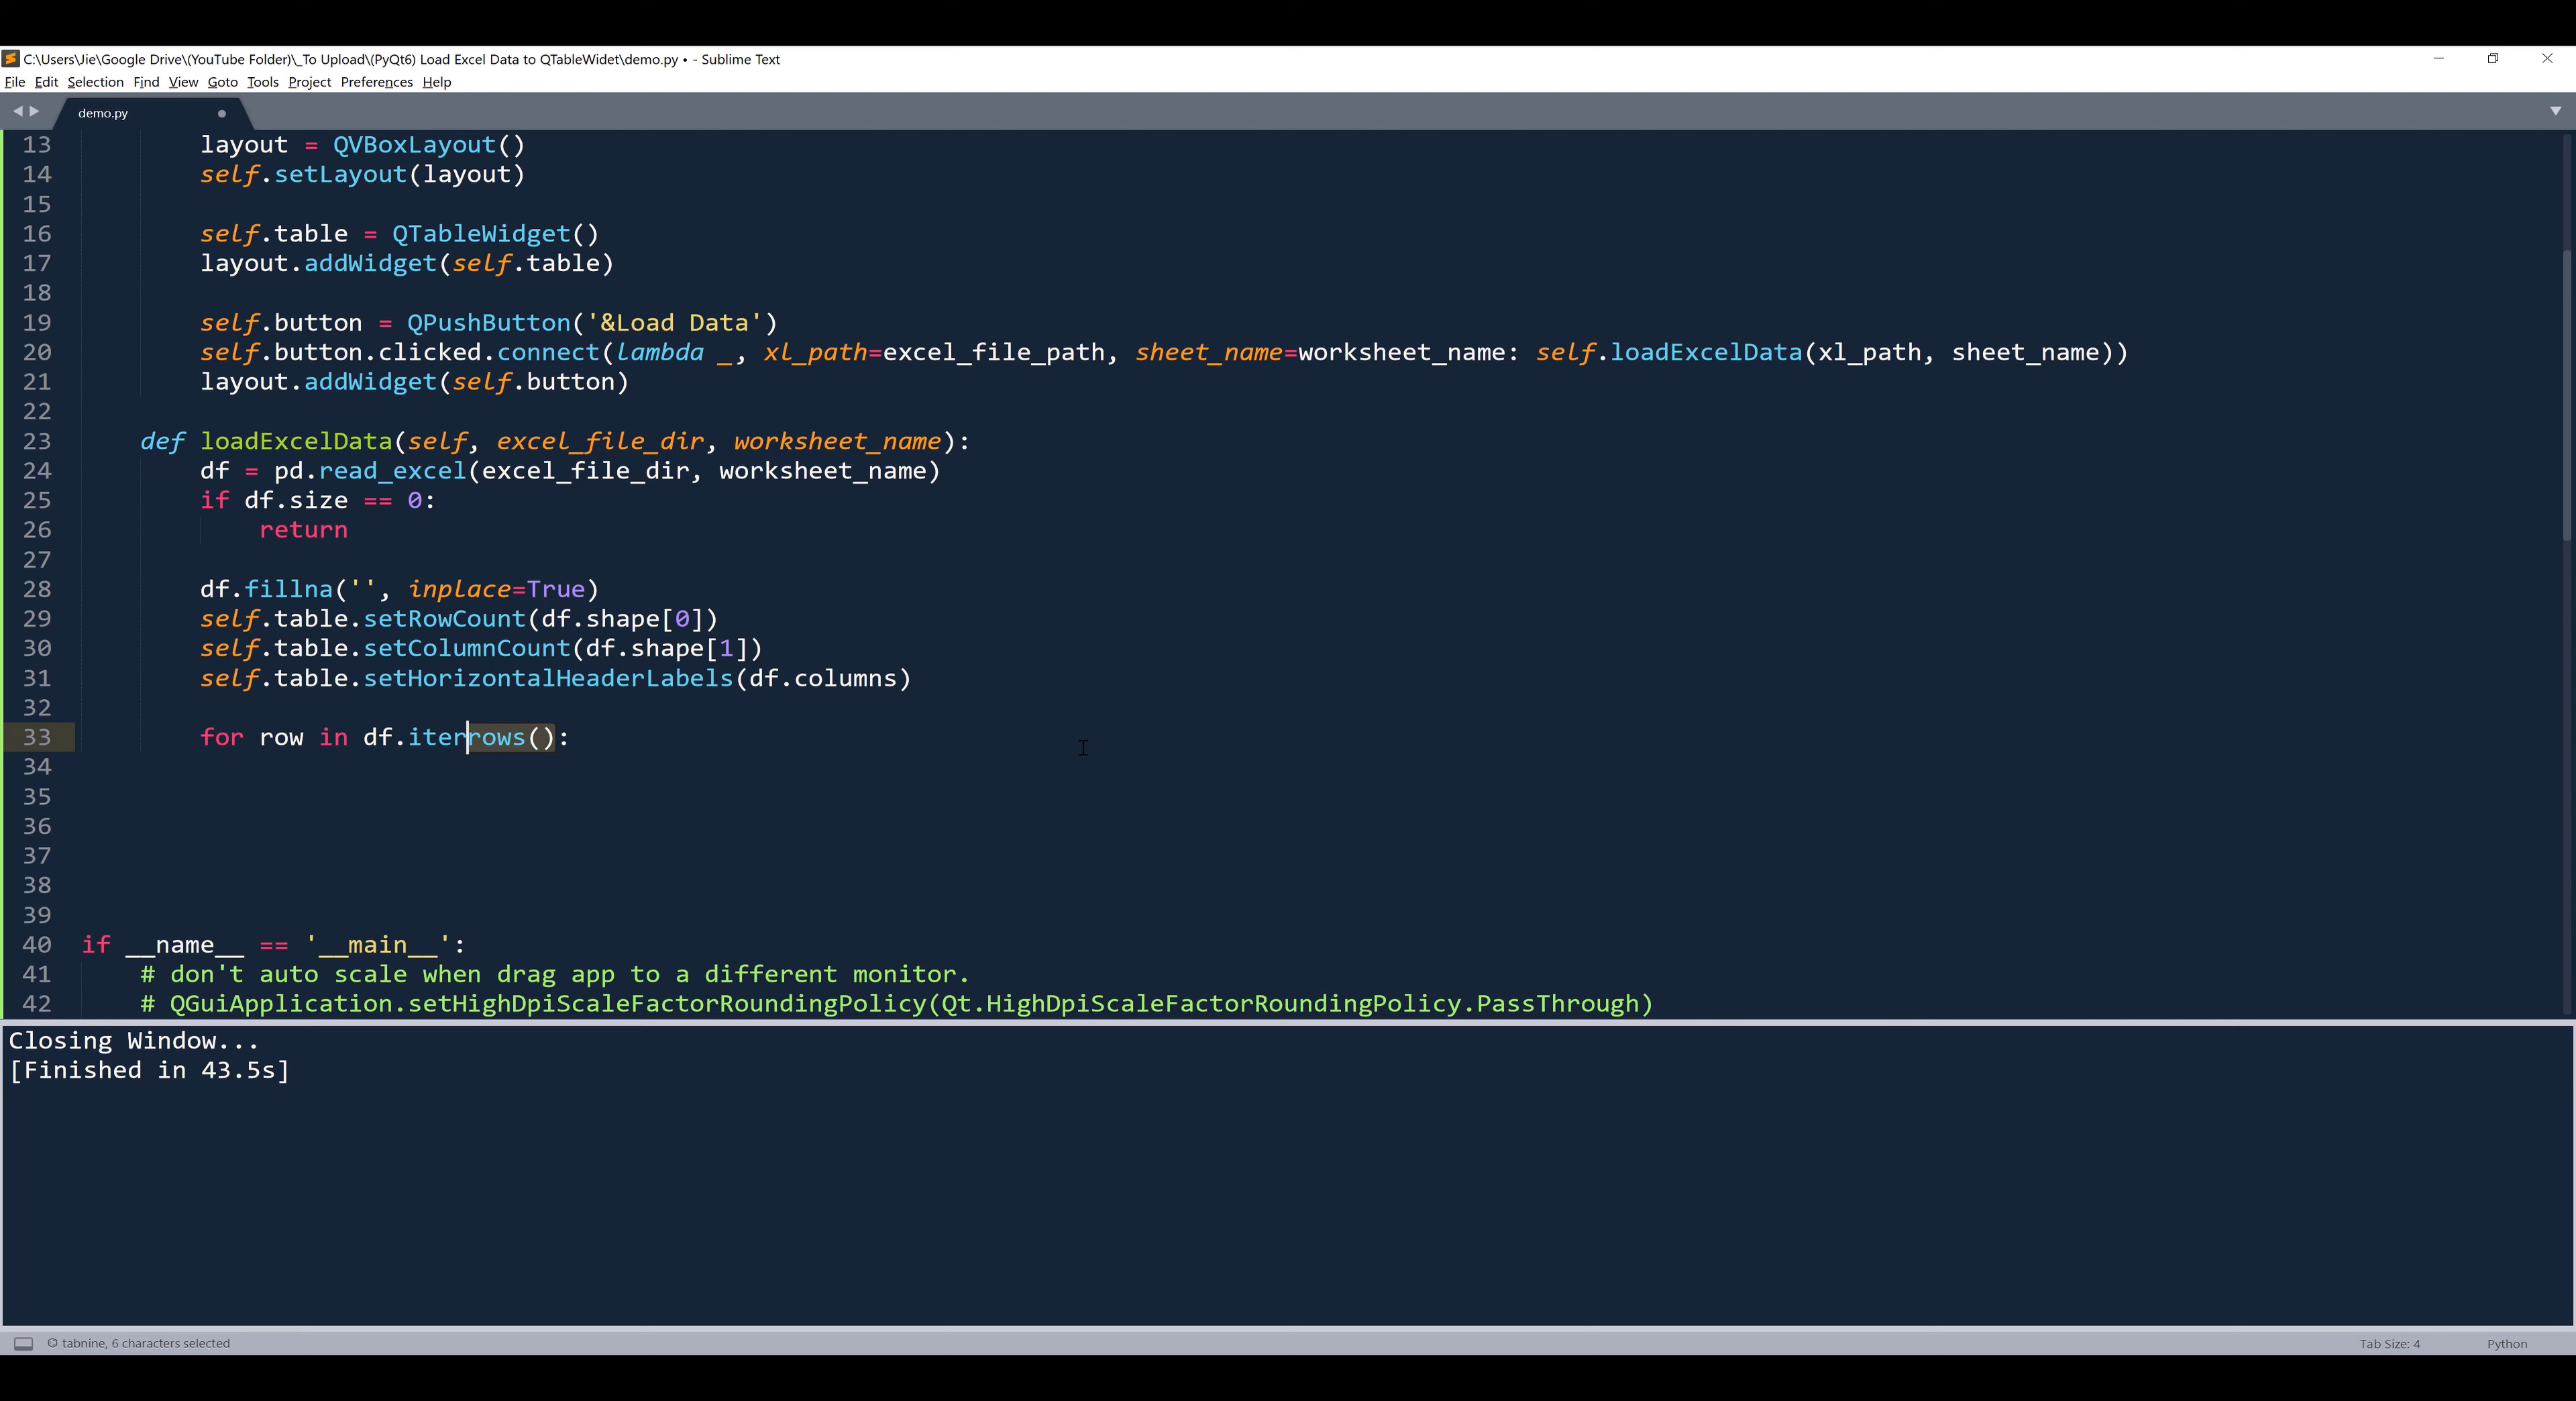 C:\Users\Jie\Google Drive\(YouTube Folder)\_To Upload\(PyQt6) Load Excel Data to QTableWidet\demo.py • - Sublime Text
File Edit Selection Find View Goto Tools Project Preferences Help
demo.py
13 layout = QVBoxLayout()
14 self.setLayout(layout)
15
16 self.table = QTableWidget()
17 layout.addWidget(self.table)
18
19 self.button = QPushButton('&Load Data')
20 self.button.clicked.connect(lambda _, xl_path=excel_file_path, sheet_name=worksheet_name: self.loadExcelData(xl_path, sheet_name))
21 layout.addWidget(self.button)
22
23 def loadExcelData(self, excel_file_dir, worksheet_name):
24 df = pd.read_excel(excel_file_dir, worksheet_name)
25 if df.size == 0:
26 return
27
28 df.fillna('', inplace=True)
29 self.table.setRowCount(df.shape[0])
30 self.table.setColumnCount(df.shape[1])
31 self.table.setHorizontalHeaderLabels(df.columns)
32
33 for row in df.iterrows():
34
35
36
37
38
39
40 if __name__ == '__main__':
41 # don't auto scale when drag app to a different monitor.
42 # QGuiApplication.setHighDpiScaleFactorRoundingPolicy(Qt.HighDpiScaleFactorRoundingPolicy.PassThrough)
Closing Window...
[Finished in 43.5s]
tabnine, 6 characters selected Tab Size: 4 Python